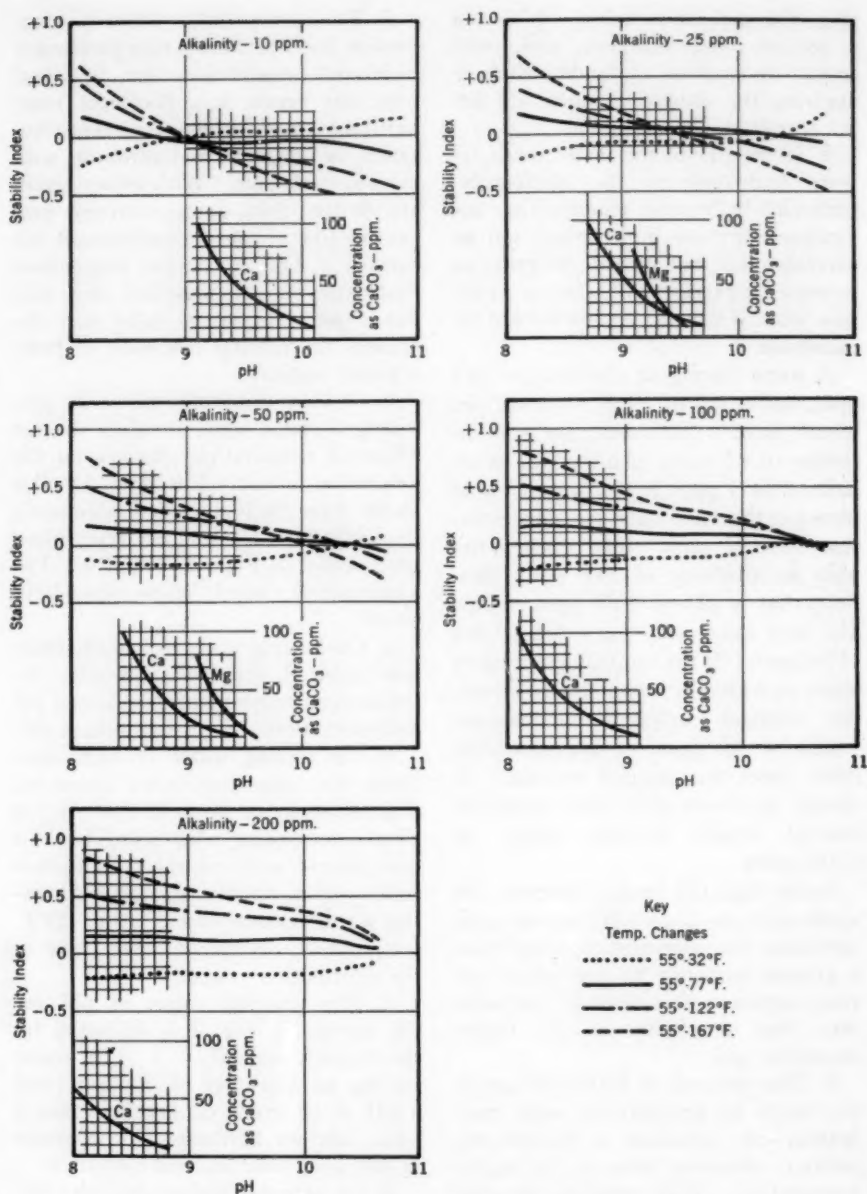 Alkalinity – 10 ppm.
+1.0
+0.5
0
−0.5
Stability Index
Ca
100
50
Concentration
as CaCO₃ – ppm.
8 9 10 11
pH
Alkalinity – 25 ppm.
+1.0
+0.5
0
−0.5
Stability Index
Ca
Mg
100
50
Concentration
as CaCO₃ – ppm.
8 9 10 11
pH
Alkalinity – 50 ppm.
+1.0
+0.5
0
−0.5
Stability Index
Ca
Mg
100
50
Concentration
as CaCO₃ – ppm.
8 9 10 11
pH
Alkalinity – 100 ppm.
+1.0
+0.5
0
−0.5
Stability Index
Ca
100
50
Concentration
as CaCO₃ – ppm.
8 9 10 11
pH
Alkalinity – 200 ppm.
+1.0
+0.5
0
−0.5
Stability Index
Ca
100
50
Concentration
as CaCO₃ – ppm.
8 9 10 11
pH
Key
Temp. Changes
55°-32°F.
55°-77°F.
55°-122°F.
55°-167°F.